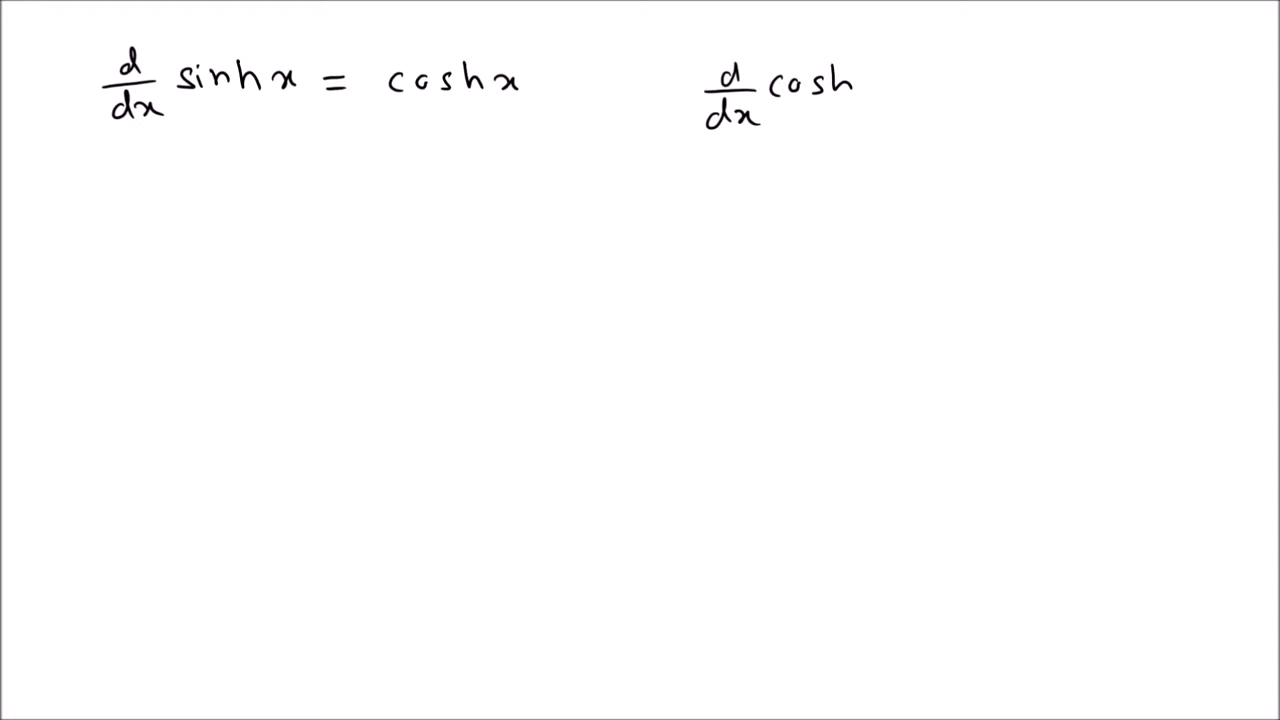 d/dx sinh x = cosh x
d/dx cosh